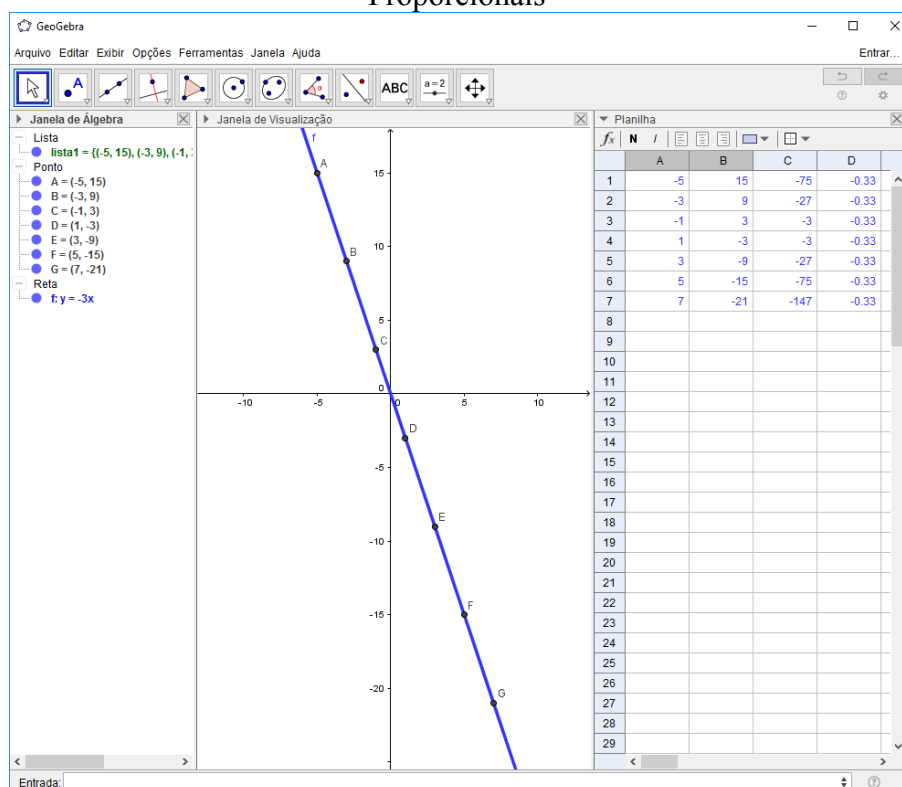 Proporcionais
GeoGebra
Arquivo Editar Exibir Opções Ferramentas Janela Ajuda
Entrar...
A
α
ABC
a=2
Janela de Álgebra
Lista
lista1 = {(-5, 15), (-3, 9), (-1, 
Ponto
A = (-5, 15)
B = (-3, 9)
C = (-1, 3)
D = (1, -3)
E = (3, -9)
F = (5, -15)
G = (7, -21)
Reta
f: y = -3x
Janela de Visualização
f
A
15
B
10
5
C
0
-10
-5
0
5
10
D
-5
E
-10
F
-15
G
-20
Planilha
fx N I
A B C D
1 -5 15 -75 -0.33
2 -3 9 -27 -0.33
3 -1 3 -3 -0.33
4 1 -3 -3 -0.33
5 3 -9 -27 -0.33
6 5 -15 -75 -0.33
7 7 -21 -147 -0.33
8
9
10
11
12
13
14
15
16
17
18
19
20
21
22
23
24
25
26
27
28
29
Entrada: